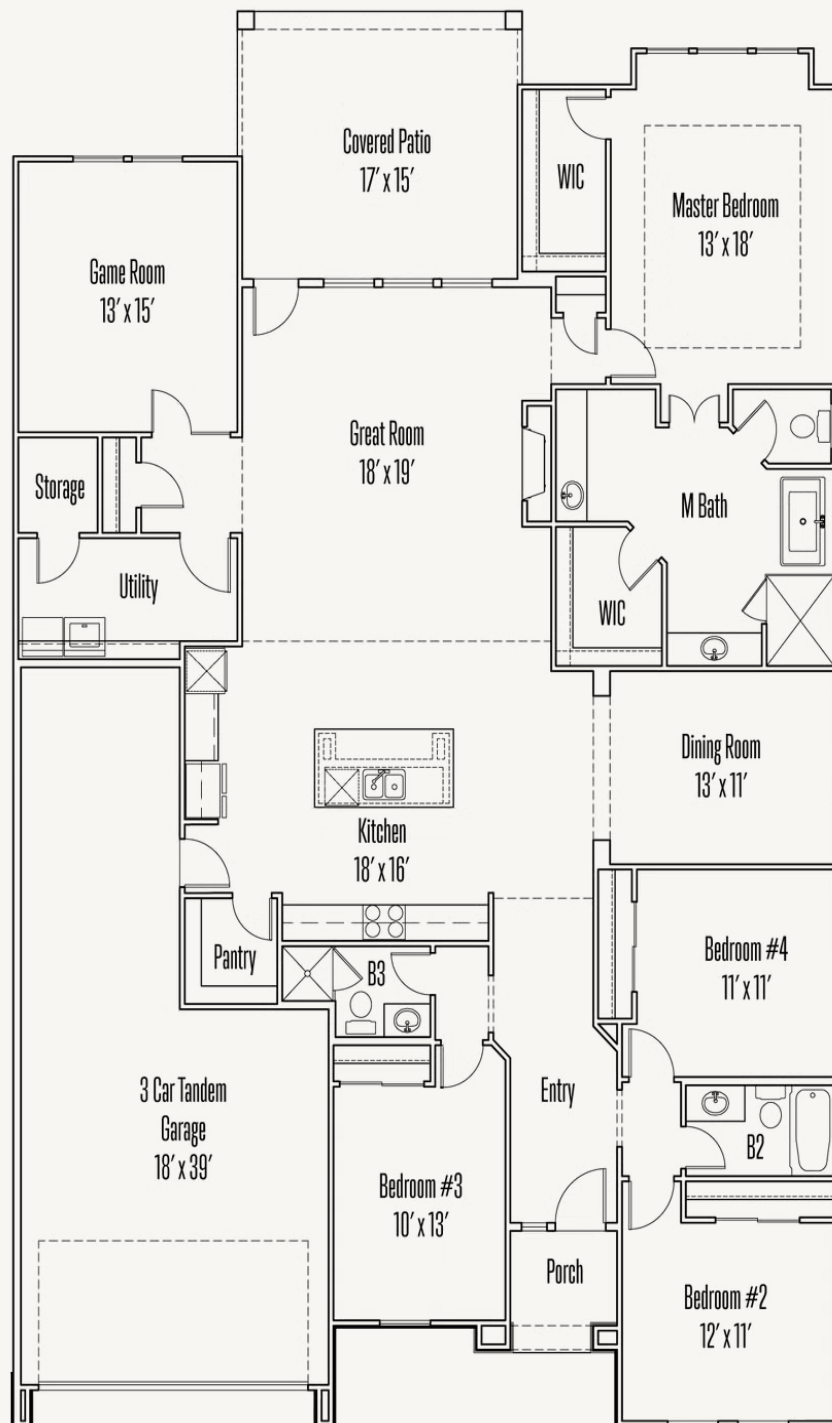 Covered Patio
17' x 15'
WIC
Master Bedroom
13' x 18'
Game Room
13' x 15'
Great Room
18' x 19'
Storage
M Bath
Utility
WIC
Dining Room
13' x 11'
Kitchen
18' x 16'
Pantry
B3
Bedroom #4
11' x 11'
3 Car Tandem
Garage
18' x 39'
Entry
B2
Bedroom #3
10' x 13'
Porch
Bedroom #2
12' x 11'